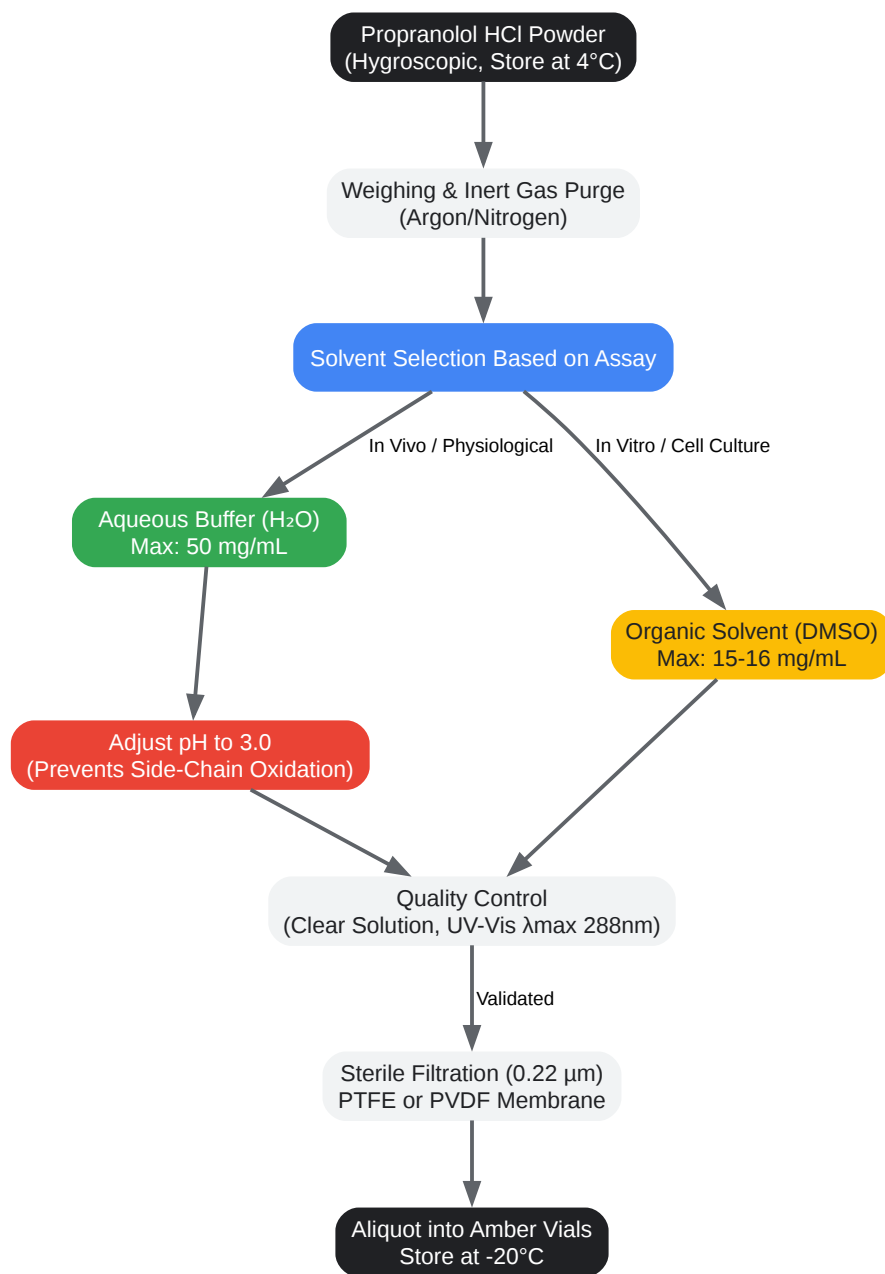 Propranolol HCl Powder
(Hygroscopic, Store at 4°C)
Weighing & Inert Gas Purge
(Argon/Nitrogen)
Solvent Selection Based on Assay
In Vivo / Physiological
In Vitro / Cell Culture
Aqueous Buffer (H₂O)
Max: 50 mg/mL
Organic Solvent (DMSO)
Max: 15-16 mg/mL
Adjust pH to 3.0
(Prevents Side-Chain Oxidation)
Quality Control
(Clear Solution, UV-Vis λmax 288nm)
Validated
Sterile Filtration (0.22 µm)
PTFE or PVDF Membrane
Aliquot into Amber Vials
Store at -20°C